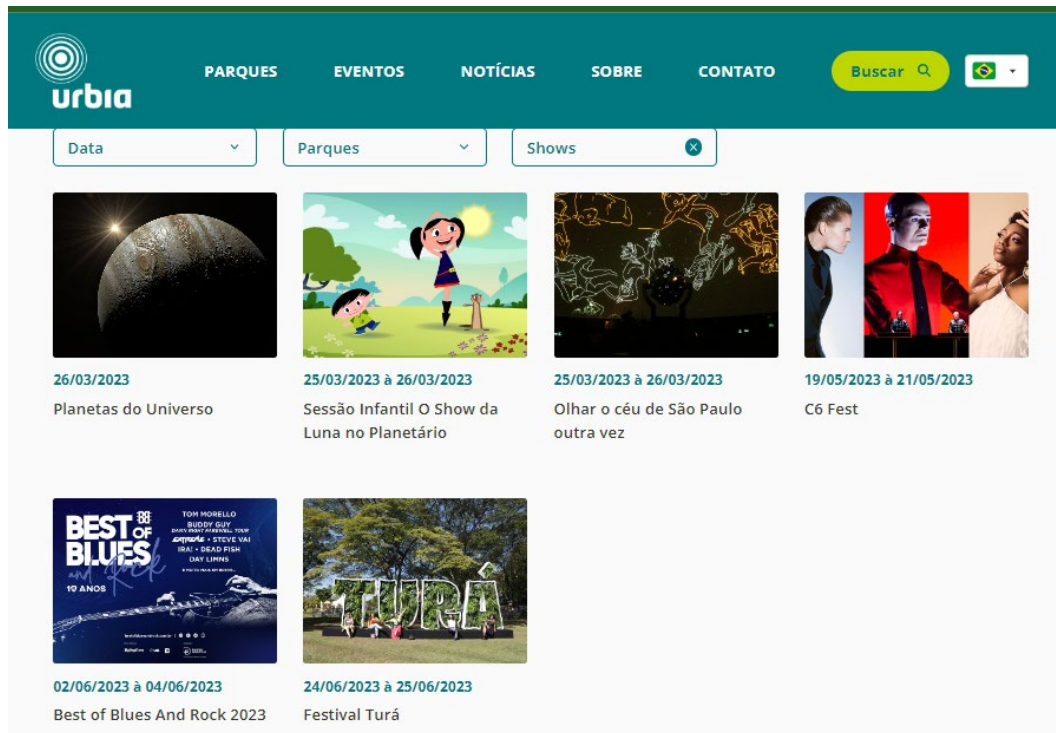 urbia
PARQUES
EVENTOS
NOTÍCIAS
SOBRE
CONTATO
Buscar
Data
Parques
Shows
26/03/2023
Planetas do Universo
25/03/2023 à 26/03/2023
Sessão Infantil O Show da
Luna no Planetário
25/03/2023 à 26/03/2023
Olhar o céu de São Paulo
outra vez
19/05/2023 à 21/05/2023
C6 Fest
BEST OF
BLUES
and Rock
10 ANOS
TOM MORELLO
BUDDY GUY
DAMN RIGHT FAREWELL TOUR
EXTREME • STEVE VAI
IRA! • DEAD FISH
DAY LIMNS
02/06/2023 à 04/06/2023
Best of Blues And Rock 2023
TURÁ
24/06/2023 à 25/06/2023
Festival Turá